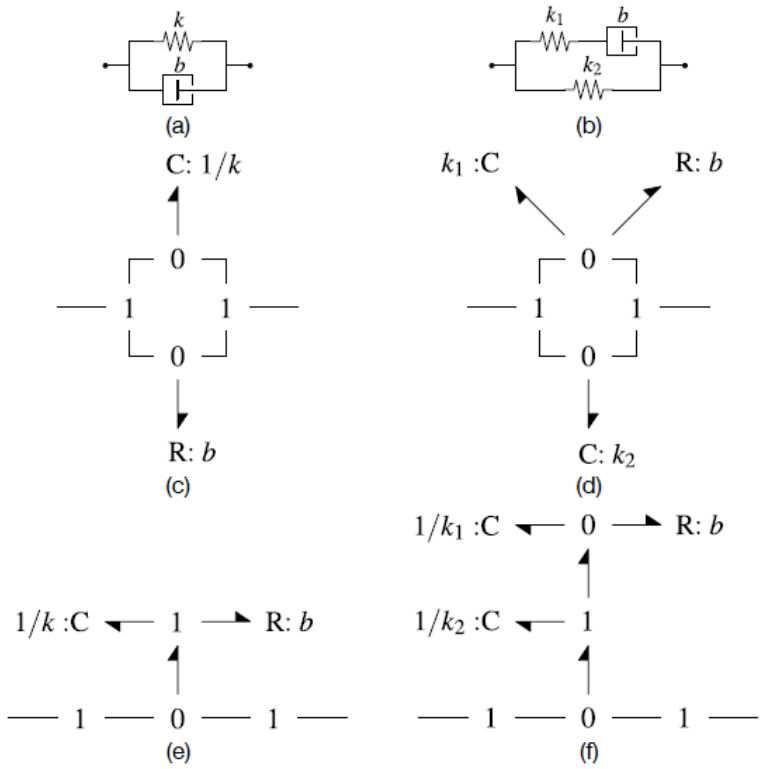 k
b
(a)
k1 b
k2
(b)
C: 1/k
0
1 1
0
R: b
(c)
k1 :C R: b
0
1 1
0
C: k2
(d)
1/k :C 1 R: b
1 0 1
(e)
1/k1 :C 0 R: b
1/k2 :C 1
1 0 1
(f)